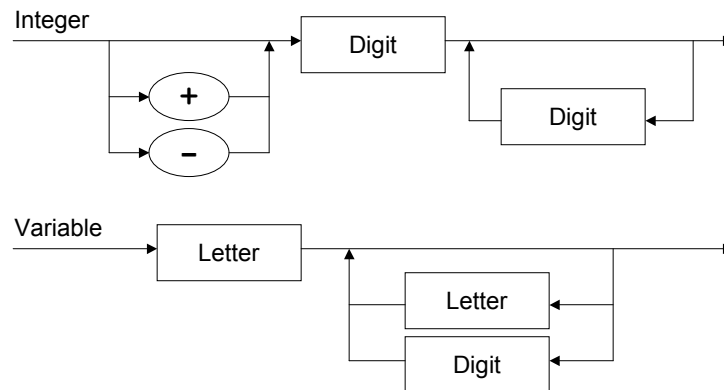 Integer
Digit
+
Digit
-
Variable
Letter
Letter
Digit